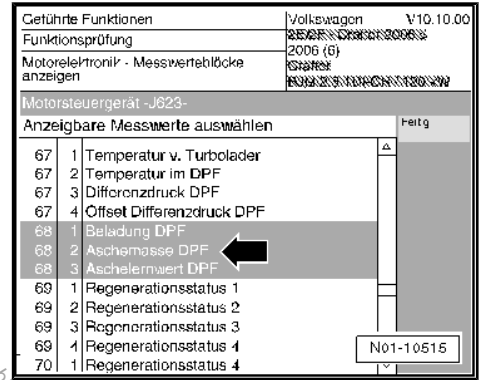 Geführte Funktionen
Volkswagen V10.10.00
Funktionsprüfung
2006 (6)
Motorelektronik - Messwerteblöcke
anzeigen
Motorsteuergerät -J623-
Anzeigbare Messwerte auswählen
Fertig
67 1 Temperatur v. Turbolader
67 2 Temperatur im DPF
67 3 Differenzdruck DPF
67 4 Offset Differenzdruck DPF
68 1 Beladung DPF
68 2 Aschemasse DPF
68 3 Aschelernwert DPF
69 1 Regenerationsstatus 1
69 2 Regenerationsstatus 2
69 3 Regenerationsstatus 3
69 4 Regenerationsstatus 4
70 1 Regenerationsstatus 4
N01-10515